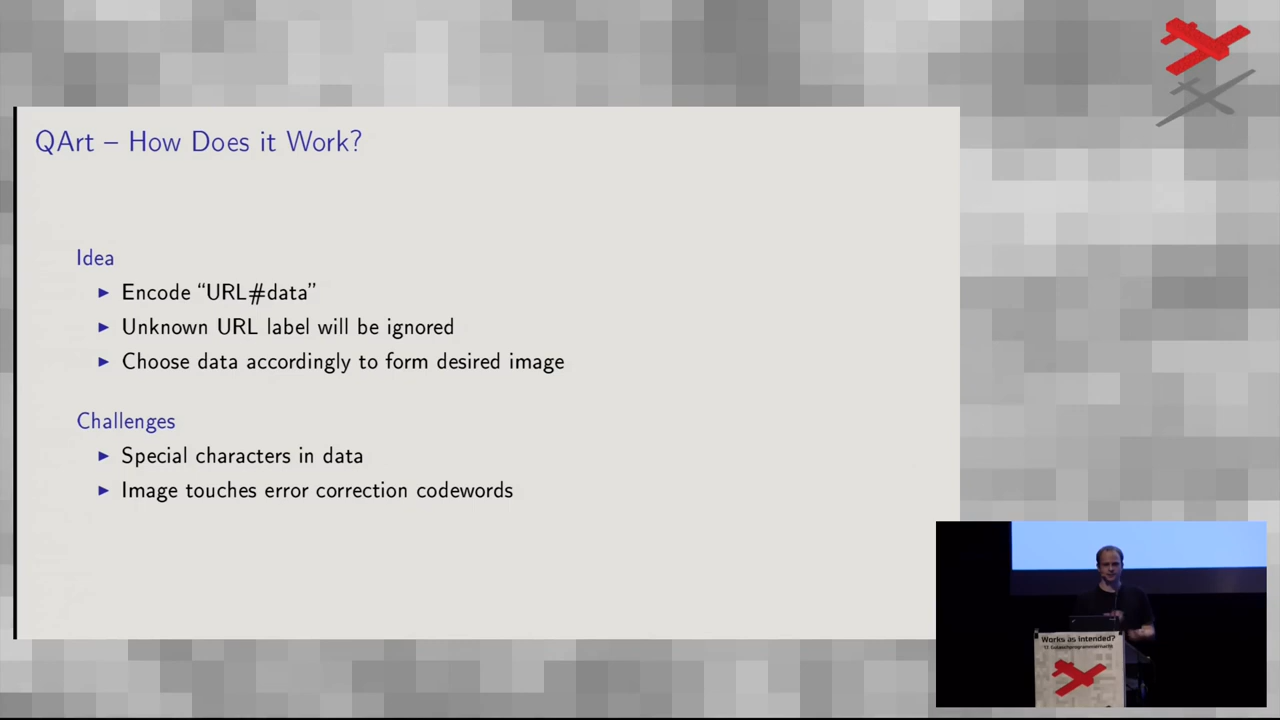 QArt – How Does it Work?
Idea
▶ Encode “URL#data”
▶ Unknown URL label will be ignored
▶ Choose data accordingly to form desired image
Challenges
▶ Special characters in data
▶ Image touches error correction codewords
Works as intended?